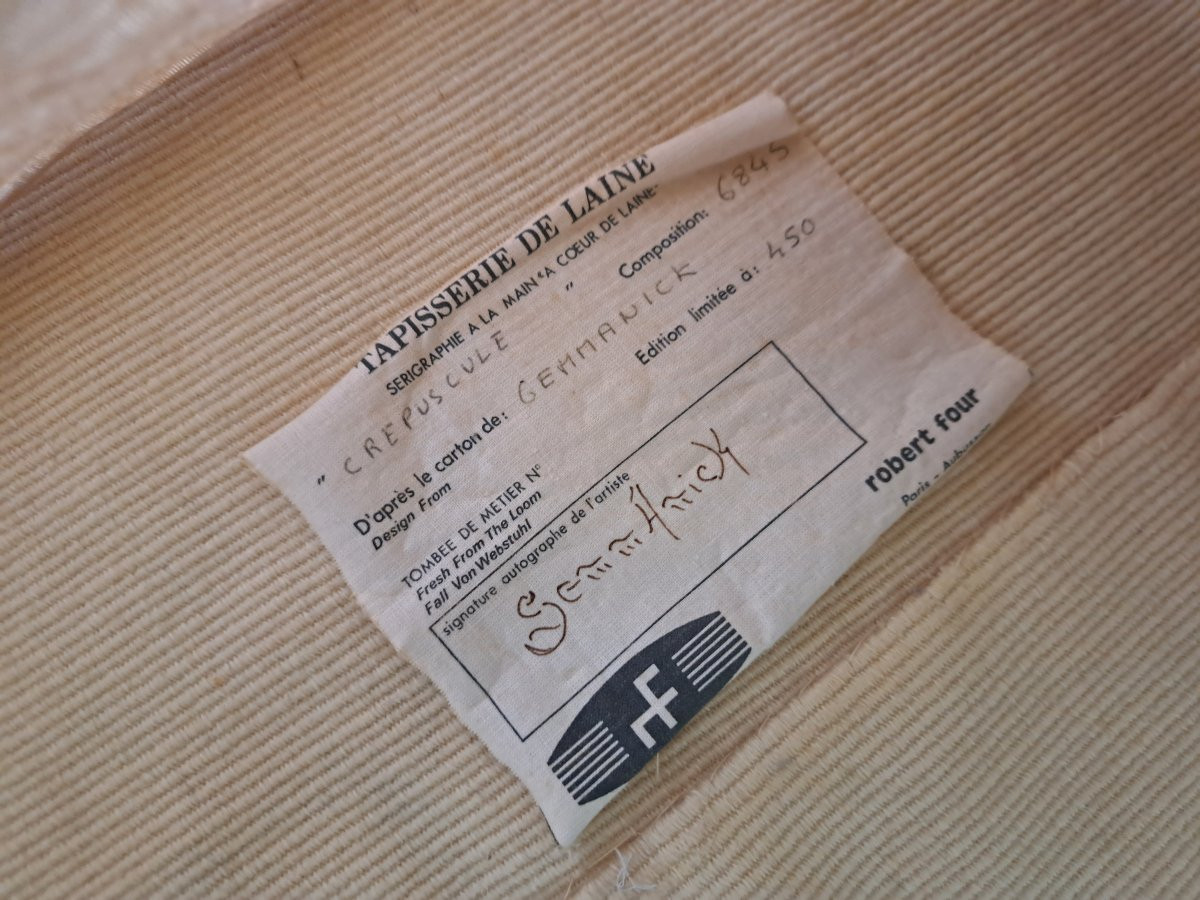 TAPISSERIE DE LAINE
SERIGRAPHIE A LA MAIN "A CŒUR DE LAINE"
" CREPUSCULE " Composition: 6845
D'après le carton de: GEMMANICK
Design From
Edition limitée à: 450
TOMBEE DE METIER N°
Fresh From The Loom
Fall Von Webstuhl
signature autographe de l'artiste
GemmAnick
robert four
Paris -